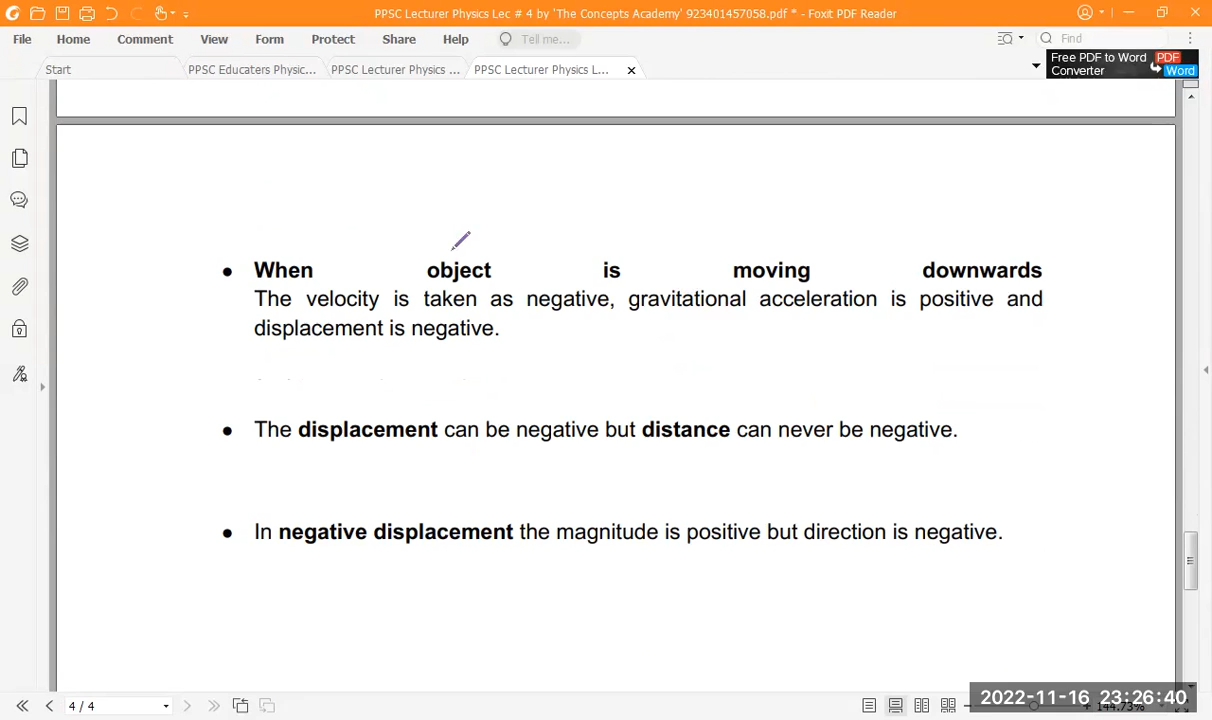 PPSC Lecturer Physics Lec # 4 by 'The Concepts Academy' 923401457058.pdf * - Foxit PDF Reader
File Home Comment View Form Protect Share Help Tell me... Find
Start PPSC Educaters Physic... PPSC Lecturer Physics ... PPSC Lecturer Physics L...
Free PDF to Word PDF
Converter Word
● When object is moving downwards
The velocity is taken as negative, gravitational acceleration is positive and
displacement is negative.
● The displacement can be negative but distance can never be negative.
● In negative displacement the magnitude is positive but direction is negative.
4 / 4
2022-11-16 23:26:40
144.73%